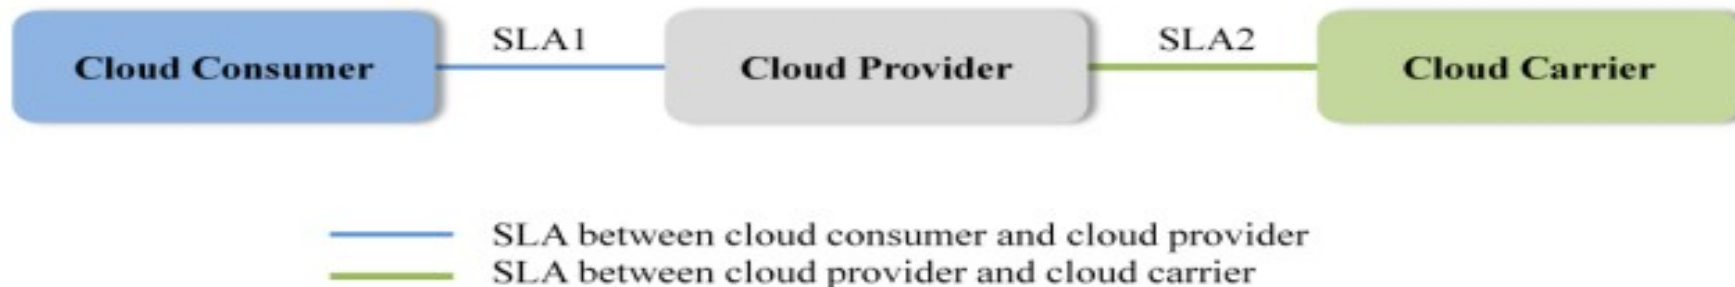 SLA1
SLA2
Cloud Consumer
Cloud Provider
Cloud Carrier
SLA between cloud consumer and cloud provider
SLA between cloud provider and cloud carrier